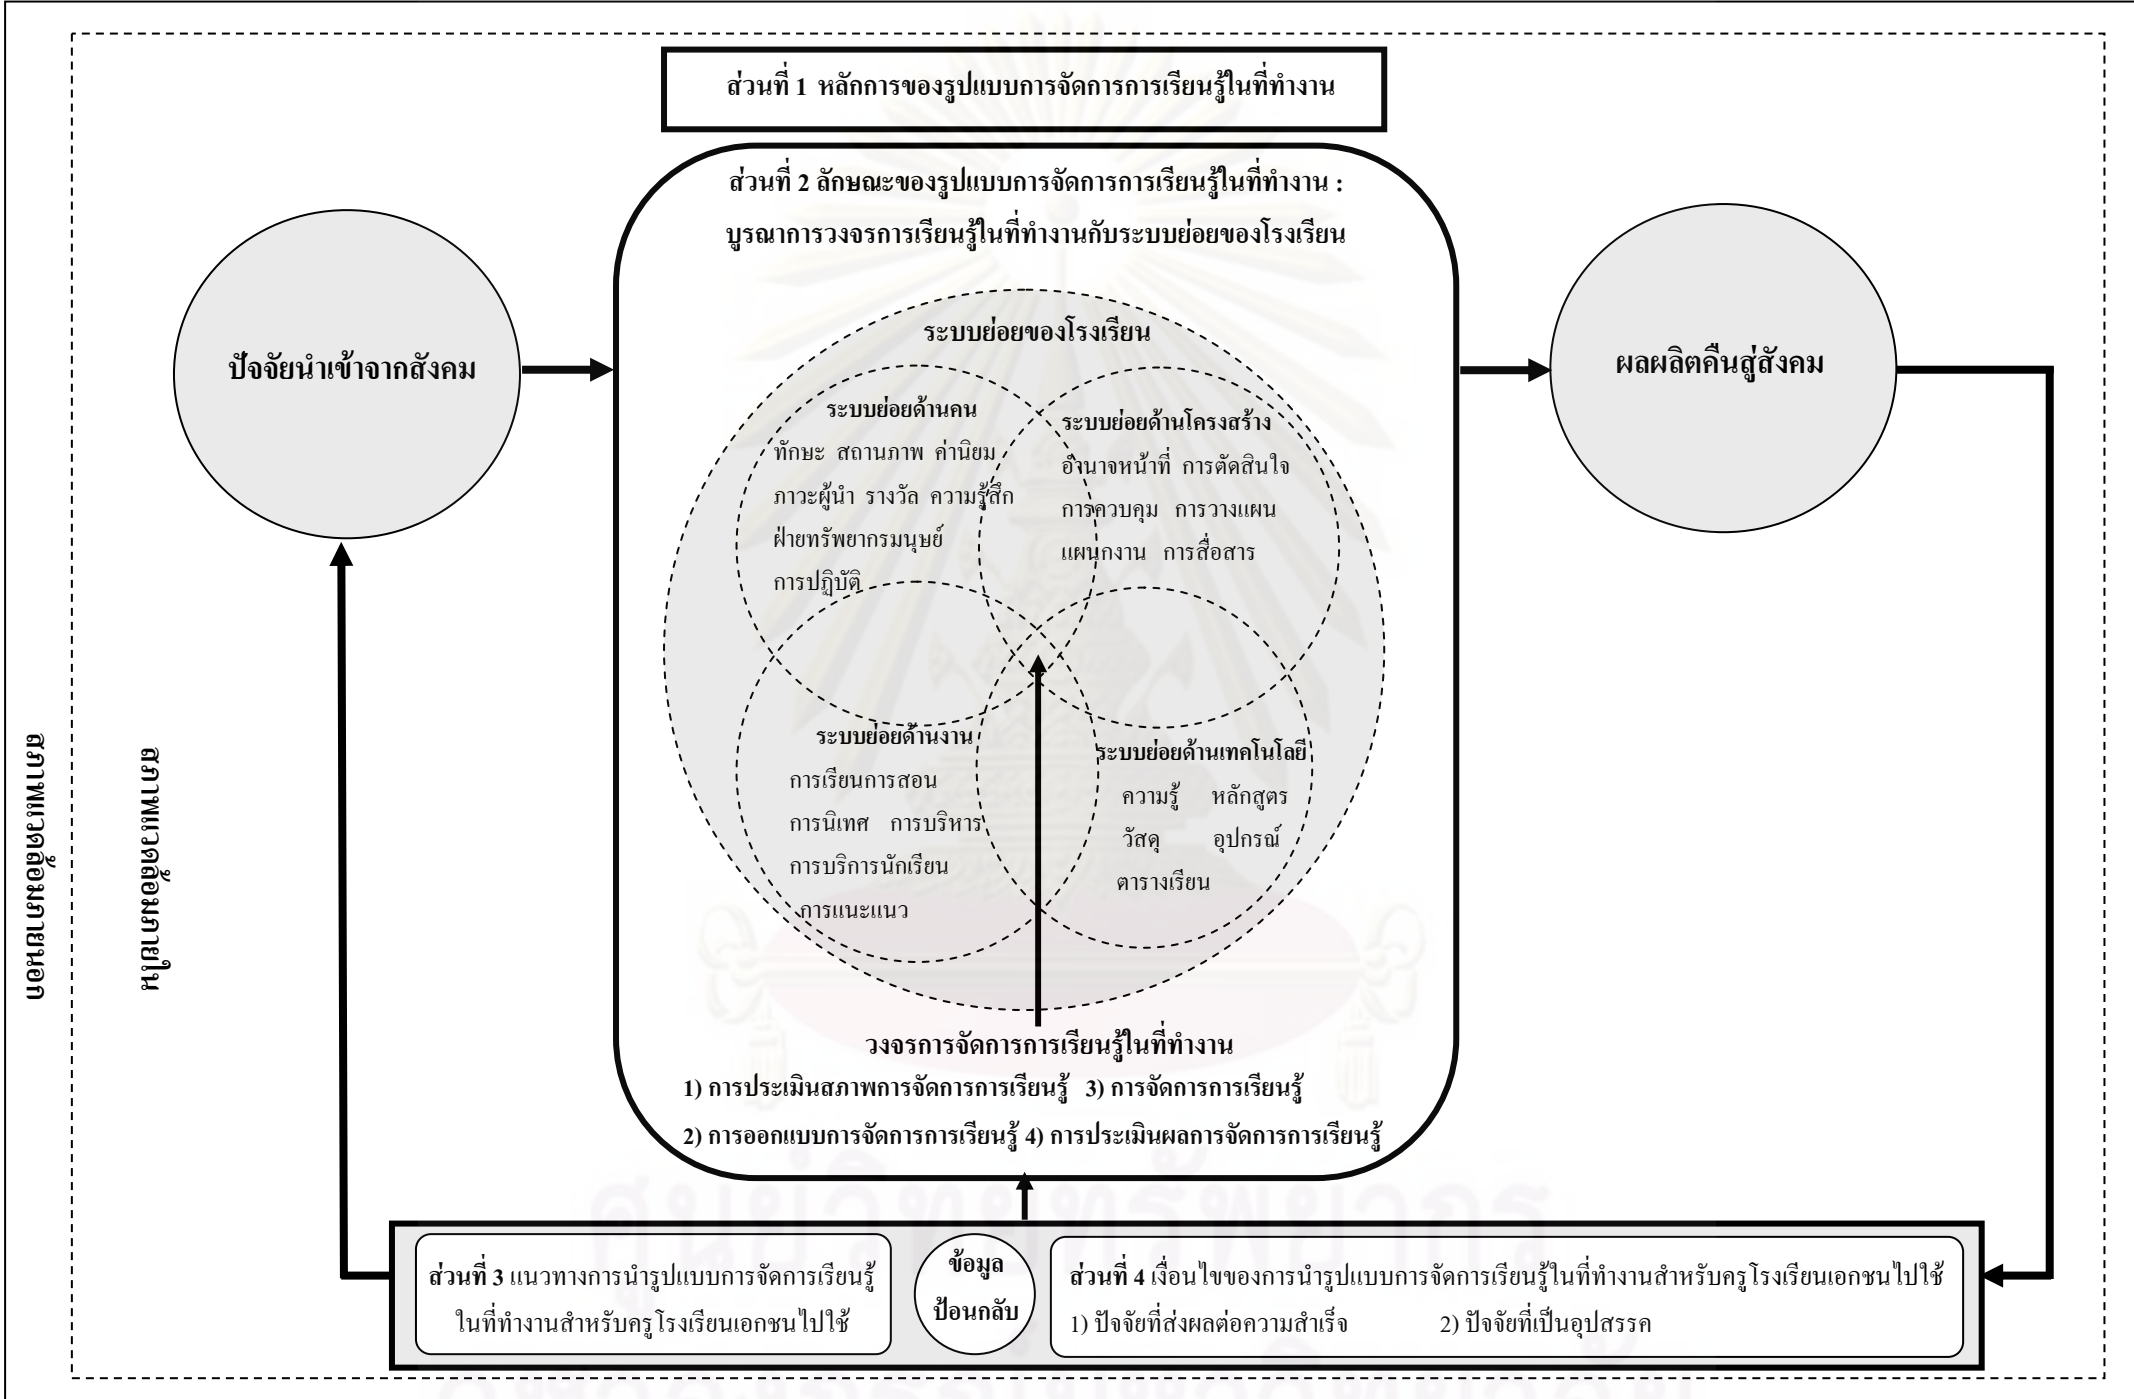 ส่วนที่ 1 หลักการของรูปแบบการจัดการการเรียนรู้ในที่ทำงาน
ส่วนที่ 2 ลักษณะของรูปแบบการจัดการการเรียนรู้ในที่ทำงาน :
บูรณาการวงจรการเรียนรู้ในที่ทำงานกับระบบย่อยของโรงเรียน
ปัจจัยนำเข้าจากสังคม
ผลผลิตคืนสู่สังคม
ระบบย่อยของโรงเรียน
ระบบย่อยด้านคน
ทักษะ สถานภาพ ค่านิยม
ภาวะผู้นำ รางวัล ความรู้สึก
ฝ่ายทรัพยากรมนุษย์
การปฏิบัติ
ระบบย่อยด้านโครงสร้าง
อำนาจหน้าที่ การตัดสินใจ
การควบคุม การวางแผน
แผนกงาน การสื่อสาร
ระบบย่อยด้านงาน
การเรียนการสอน
การนิเทศ การบริหาร
การบริการนักเรียน
การแนะแนว
ระบบย่อยด้านเทคโนโลยี
ความรู้ หลักสูตร
วัสดุ อุปกรณ์
ตารางเรียน
วงจรการจัดการการเรียนรู้ในที่ทำงาน
1) การประเมินสภาพการจัดการการเรียนรู้ 3) การจัดการการเรียนรู้
2) การออกแบบการจัดการการเรียนรู้ 4) การประเมินผลการจัดการการเรียนรู้
สภาพแวดล้อมภายนอก
สภาพแวดล้อมภายใน
ส่วนที่ 3 แนวทางการนำรูปแบบการจัดการเรียนรู้
ในที่ทำงานสำหรับครูโรงเรียนเอกชนไปใช้
ข้อมูล
ป้อนกลับ
ส่วนที่ 4 เงื่อนไขของการนำรูปแบบการจัดการเรียนรู้ในที่ทำงานสำหรับครูโรงเรียนเอกชนไปใช้
1) ปัจจัยที่ส่งผลต่อความสำเร็จ 2) ปัจจัยที่เป็นอุปสรรค
ศูนย์วิทยทรัพยากร